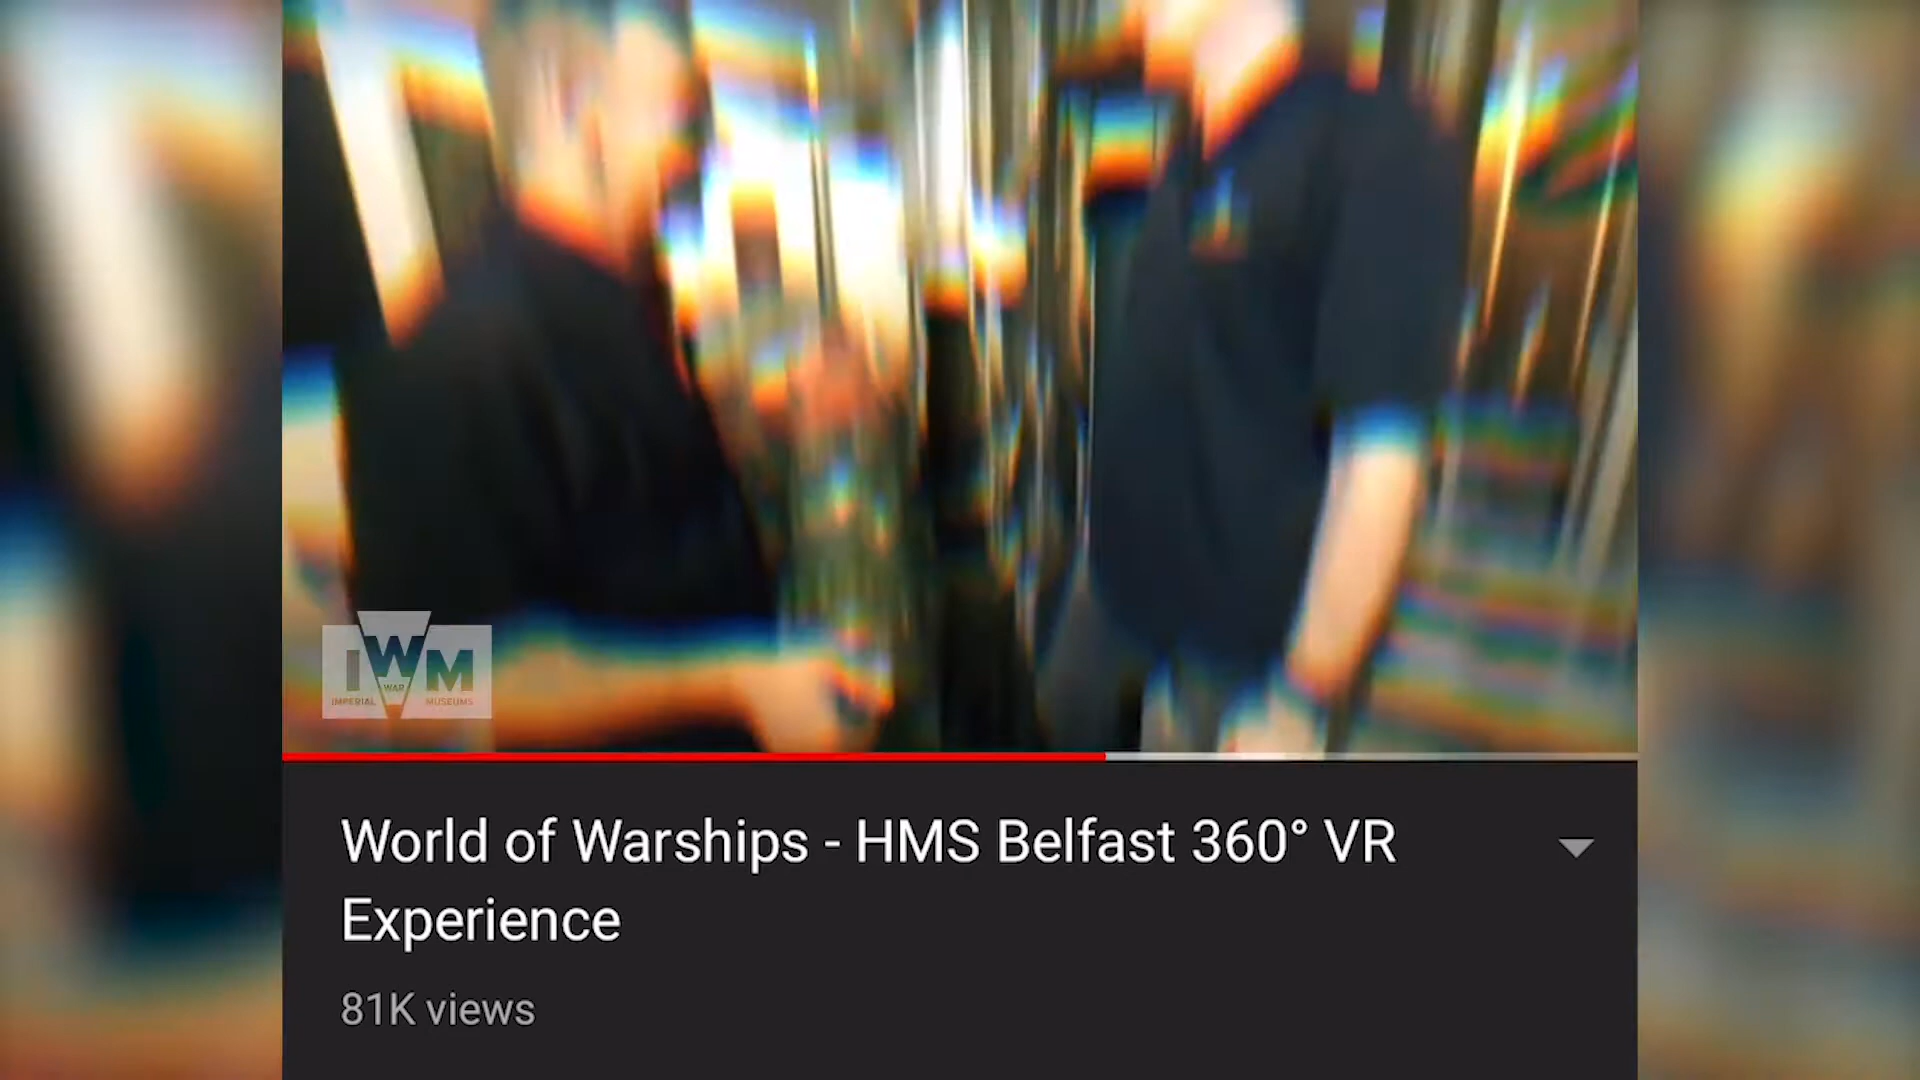 IWM
IMPERIAL WAR MUSEUMS
World of Warships - HMS Belfast 360° VR
Experience
81K views